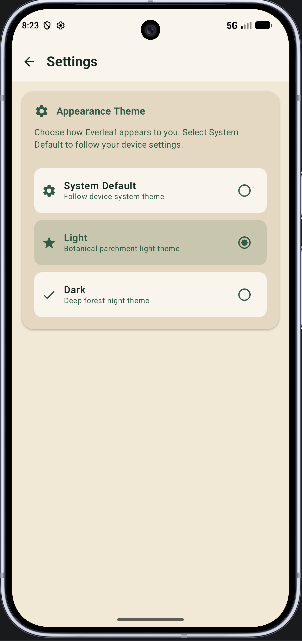 8:23
5G
Settings
Appearance Theme
Choose how Everleaf appears to you. Select System
Default to follow your device settings.
System Default
Follow device system theme
Light
Botanical parchment light theme
Dark
Deep forest night theme